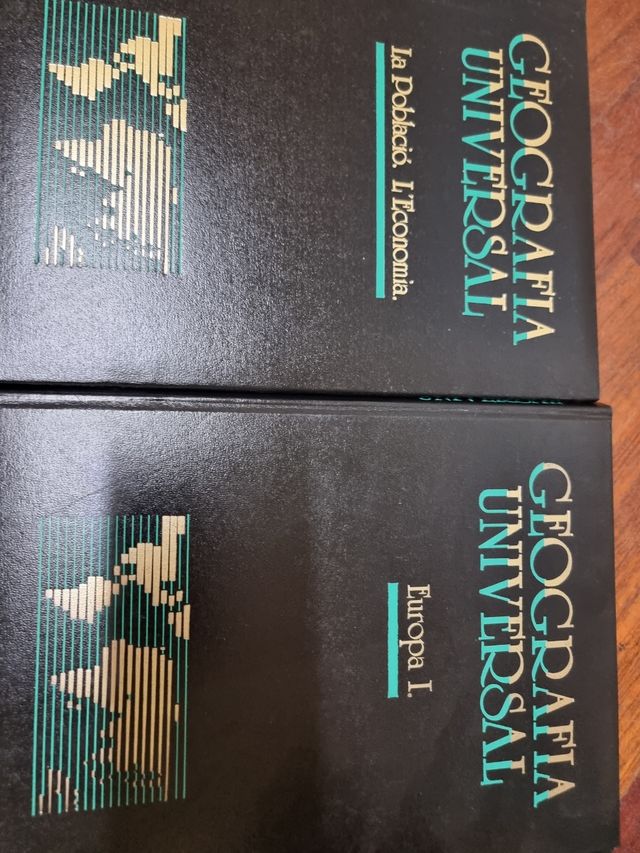 GEOGRAFIA
UNIVERSAL
La Població. L'Economia.
GEOGRAFIA
UNIVERSAL
Europa I.